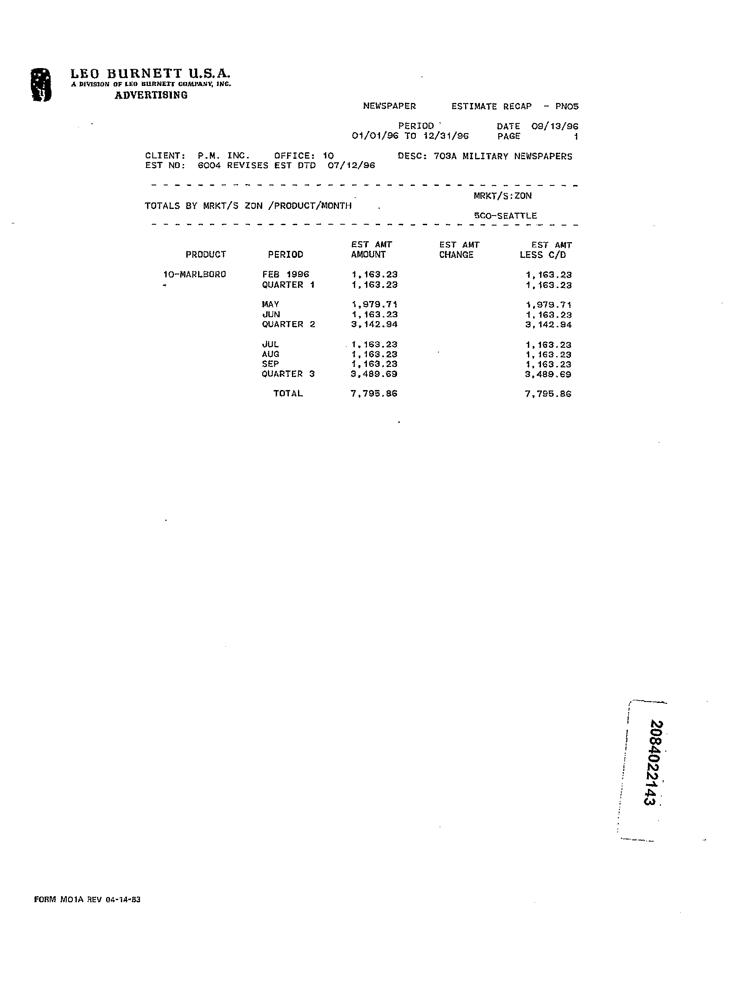 LEO BURNETT U.S.A.
A DIVISION OF LEO BURNETT COMPANY, INC.
ADVERTISING
NEWSPAPER ESTIMATE RECAP - PNO5
PERIOD DATE 09/13/96
01/01/96 TO 12/31/96 PAGE 1
CLIENT: P.M. INC. OFFICE: 10 DESC: 703A MILITARY NEWSPAPERS
EST NO: 6004 REVISES EST DTD 07/12/96
MRKT/S:ZON
TOTALS BY MRKT/S ZON /PRODUCT/MONTH
5CO-SEATTLE
EST AMT EST AMT EST AMT
PRODUCT PERIOD AMOUNT CHANGE LESS C/D
10-MARLBORO FEB 1996 1,163.23 1,163.23
- QUARTER 1 1,163.23 1,163.23
MAY 1,979.71 1,979.71
JUN 1,163.23 1,163.23
QUARTER 2 3,142.94 3,142.94
JUL 1,163.23 1,163.23
AUG 1,163.23 1,163.23
SEP 1,163.23 1,163.23
QUARTER 3 3,489.69 3,489.69
TOTAL 7,795.86 7,795.86
2084022143
FORM MO1A REV 04-14-83